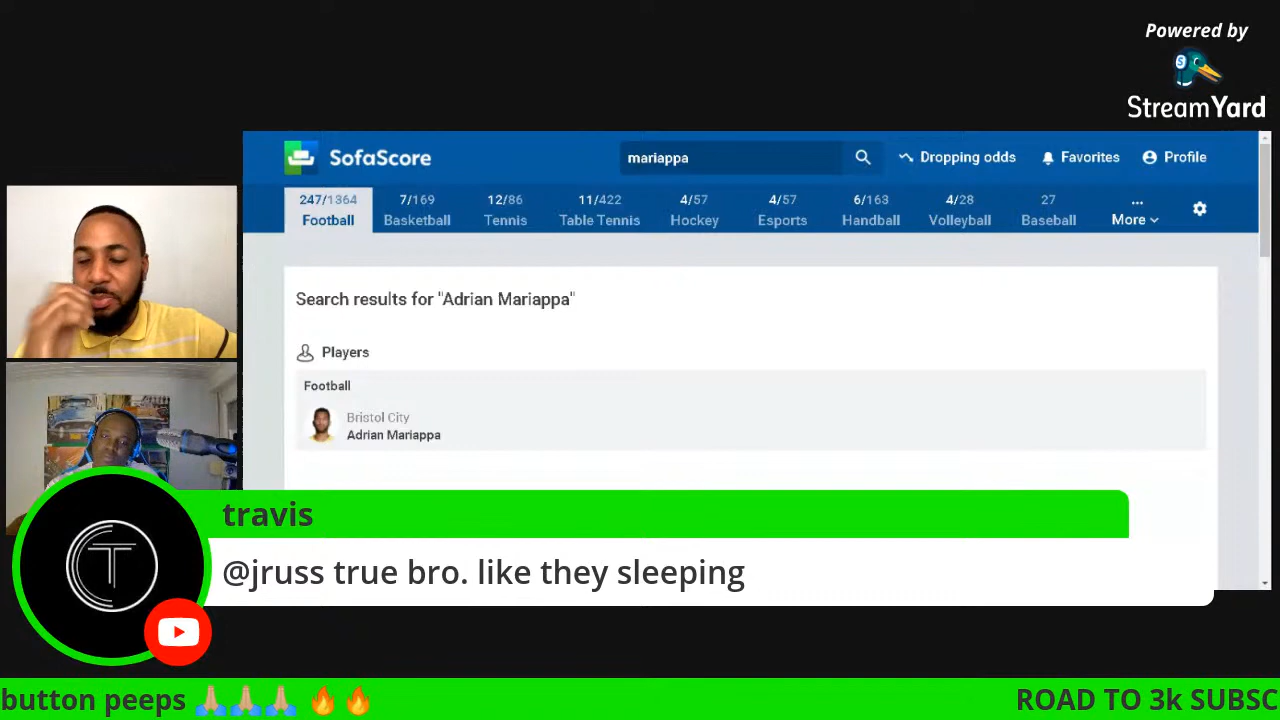 Powered by
StreamYard
SofaScore
mariappa
Dropping odds
Favorites
Profile
247/1364
Football
7/169
Basketball
12/86
Tennis
11/422
Table Tennis
4/57
Hockey
4/57
Esports
6/163
Handball
4/28
Volleyball
27
Baseball
...
More
Search results for "Adrian Mariappa"
Players
Football
Bristol City
Adrian Mariappa
T
travis
@jruss true bro. like they sleeping
button peeps 🙏🏼🙏🏼🙏🏼 🔥🔥
ROAD TO 3k SUBSC